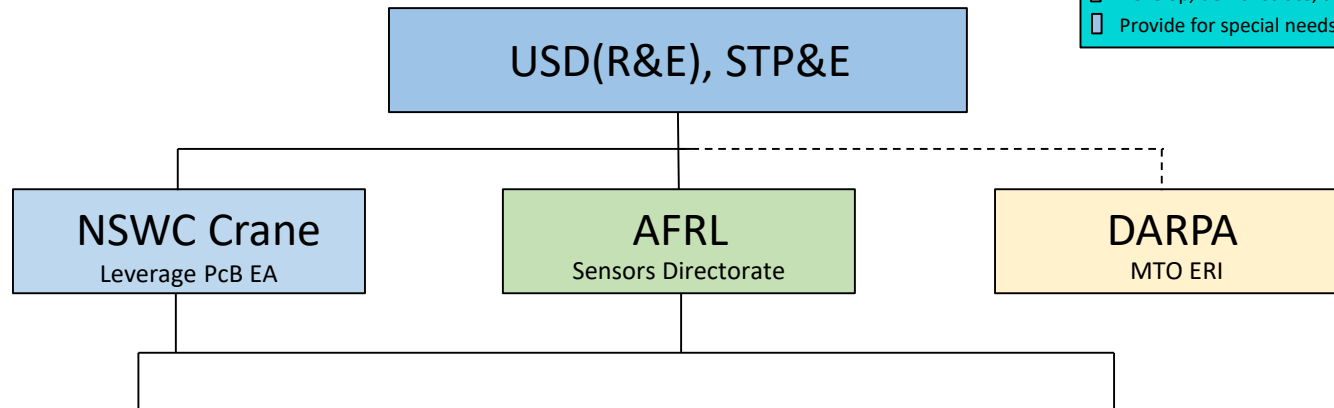 Provide for special needs
USD(R&E), STP&E
NSWC Crane
Leverage PcB EA
AFRL
Sensors Directorate
DARPA
MTO ERI